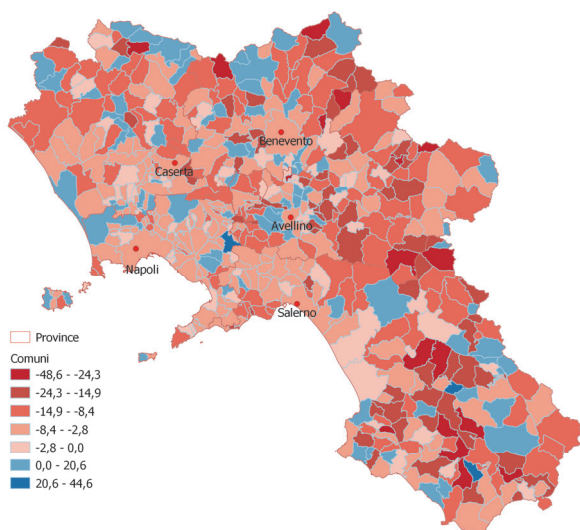 Benevento
Caserta
Avellino
Napoli
Salerno
Province
Comuni
-48,6 - -24,3
-24,3 - -14,9
-14,9 - -8,4
-8,4 - -2,8
-2,8 - 0,0
0,0 - 20,6
20,6 - 44,6